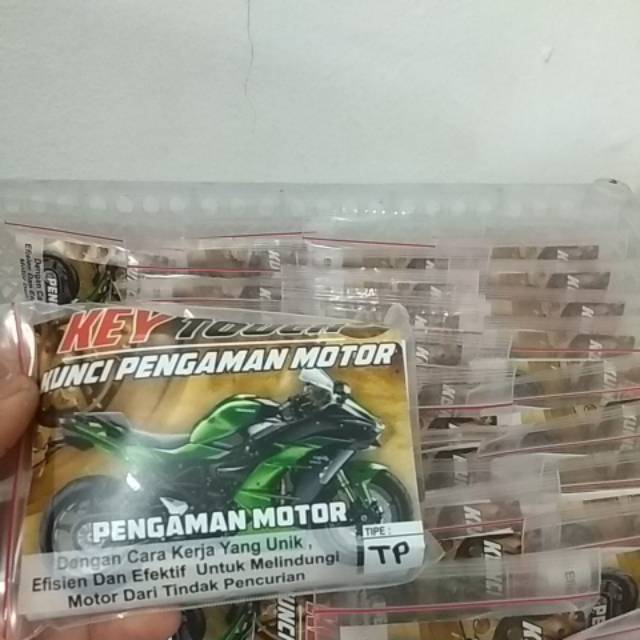 KEY TOUCH
KUNCI PENGAMAN MOTOR
PENGAMAN MOTOR
TIPE :
TP
Dengan Cara Kerja Yang Unik ,
Efisien Dan Efektif Untuk Melindungi
Motor Dari Tindak Pencurian